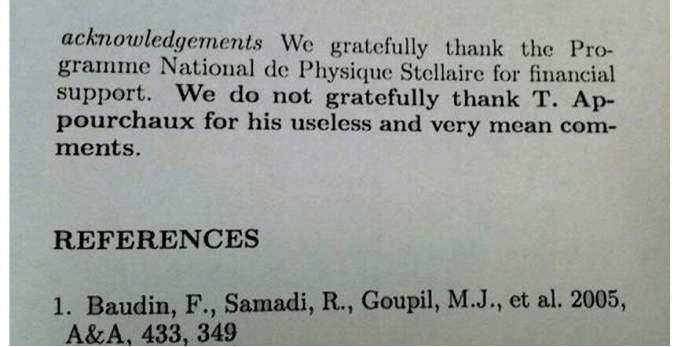 acknowledgements We gratefully thank the Pro-
gramme National de Physique Stellaire for financial
support. We do not gratefully thank T. Ap-
pourchaux for his useless and very mean com-
ments.
REFERENCES
1. Baudin, F., Samadi, R., Goupil, M.J., et al. 2005,
A&A, 433, 349